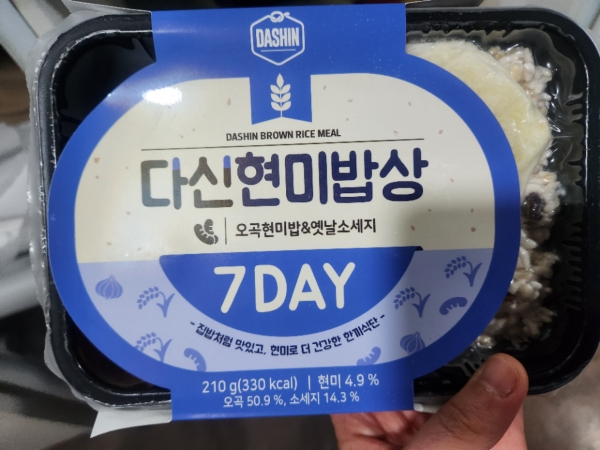 DASHIN
DASHIN BROWN RICE MEAL
다신현미밥상
오곡현미밥&옛날소세지
7 DAY
- 집밥처럼 맛있고, 현미로 더 건강한 한끼식단 -
210 g(330 kcal) | 현미 4.9 %
오곡 50.9 %, 소세지 14.3 %